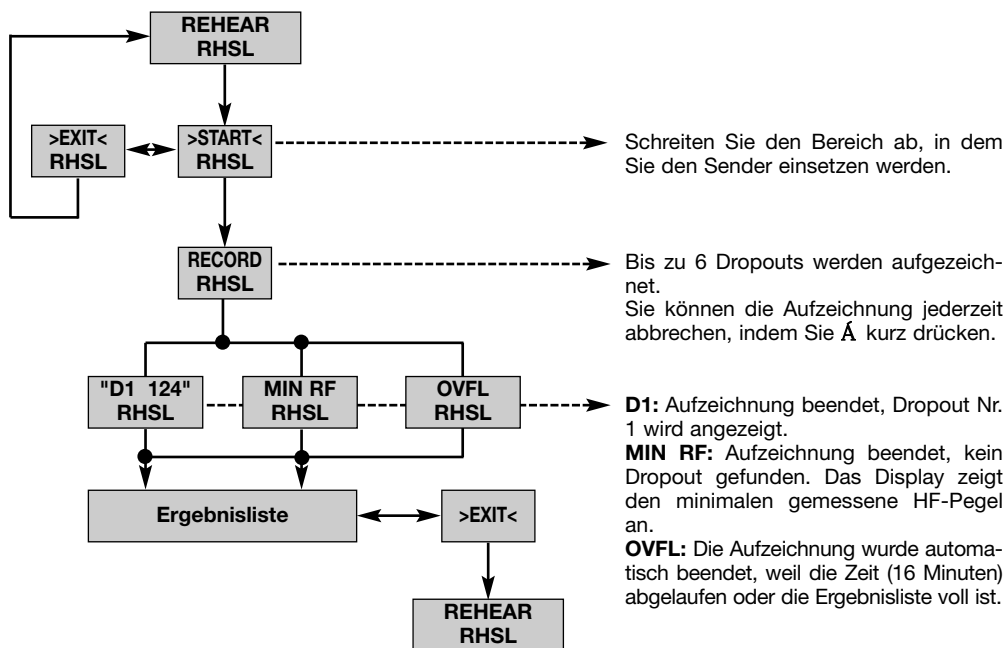 REHEAR
RHSL
>EXIT<
RHSL
>START<
RHSL
Schreiten Sie den Bereich ab, in dem
Sie den Sender einsetzen werden.
RECORD
RHSL
Bis zu 6 Dropouts werden aufgezeich-
net.
Sie können die Aufzeichnung jederzeit
abbrechen, indem Sie Á kurz drücken.
"D1 124"
RHSL
MIN RF
RHSL
OVFL
RHSL
D1: Aufzeichnung beendet, Dropout Nr.
1 wird angezeigt.
MIN RF: Aufzeichnung beendet, kein
Dropout gefunden. Das Display zeigt
den minimalen gemessene HF-Pegel
an.
OVFL: Die Aufzeichnung wurde automa-
tisch beendet, weil die Zeit (16 Minuten)
abgelaufen oder die Ergebnisliste voll ist.
Ergebnisliste
>EXIT<
REHEAR
RHSL